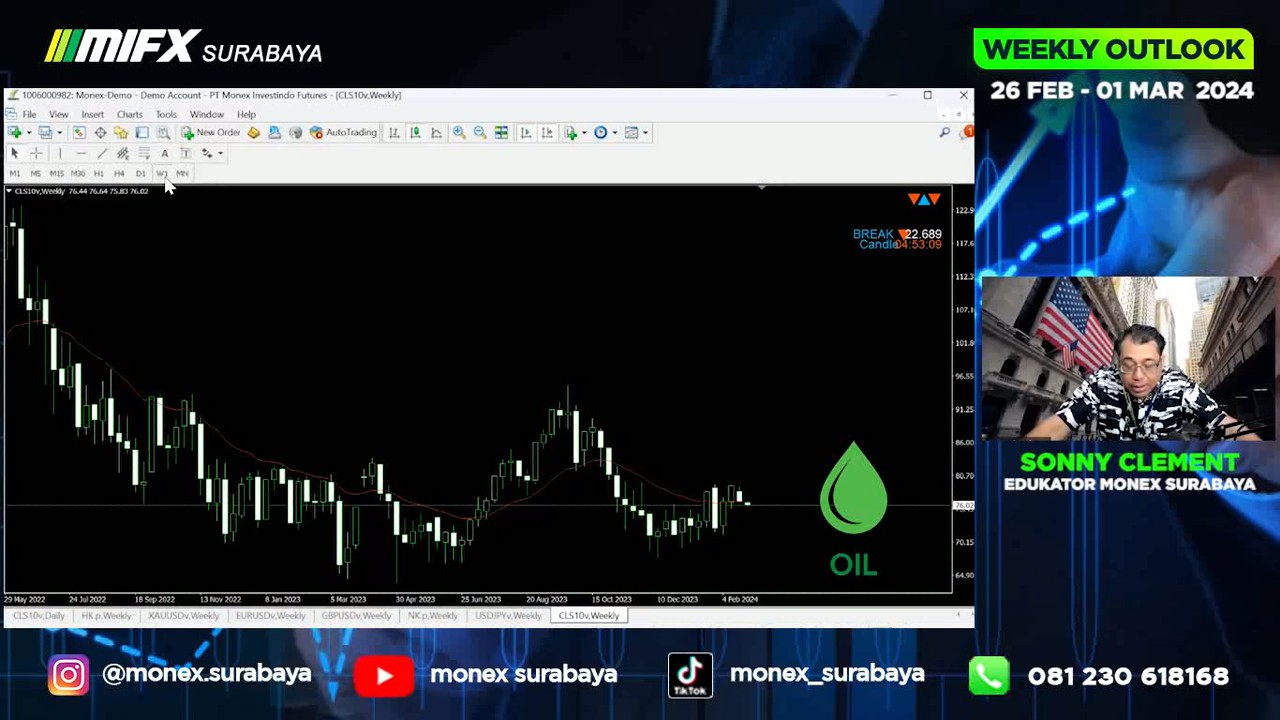 MIFX SURABAYA
WEEKLY OUTLOOK
26 FEB - 01 MAR 2024
1006000982: Monex-Demo - Demo Account - PT Monex Investindo Futures - [CLS10v,Weekly]
File View Insert Charts Tools Window Help
New Order AutoTrading
M1 M5 M15 M30 H1 H4 D1 W1 MN
CLS10v,Weekly 76.44 76.64 75.83 76.02
BREAK 22.689
Candle 04:53:09
122.9
117.6
112.3
107.1
101.8
96.55
91.25
86.00
80.70
76.02
70.15
64.90
OIL
29 May 2022 24 Jul 2022 18 Sep 2022 13 Nov 2022 8 Jan 2023 5 Mar 2023 30 Apr 2023 25 Jun 2023 20 Aug 2023 15 Oct 2023 10 Dec 2023 4 Feb 2024
CLS10v,Daily HK.p,Weekly XAUUSDv,Weekly EURUSDv,Weekly GBPUSDv,Weekly NK.p,Weekly USDJPYv,Weekly CLS10v,Weekly
SONNY CLEMENT
EDUKATOR MONEX SURABAYA
@monex.surabaya monex surabaya TikTok monex_surabaya 081 230 618168